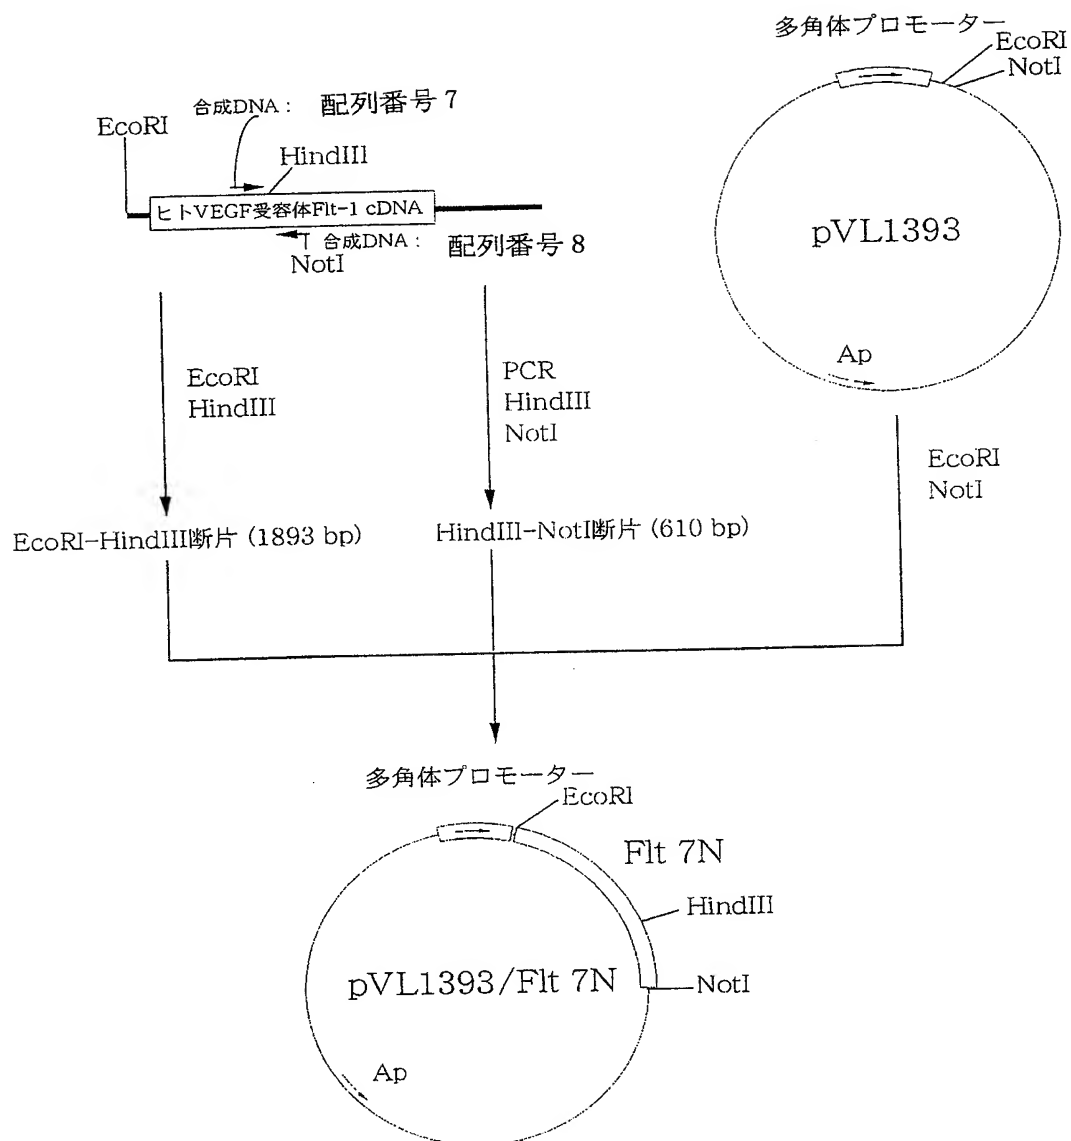 多角体プロモーター
EcoRI
NotI
合成DNA： 配列番号 7
EcoRI
HindIII
ヒトVEGF受容体Flt-1 cDNA
合成DNA： 配列番号 8
NotI
pVL1393
Ap
EcoRI
HindIII
PCR
HindIII
NotI
EcoRI
NotI
EcoRI-HindIII断片 (1893 bp)
HindIII-NotI断片 (610 bp)
多角体プロモーター
EcoRI
Flt 7N
HindIII
pVL1393/Flt 7N
NotI
Ap